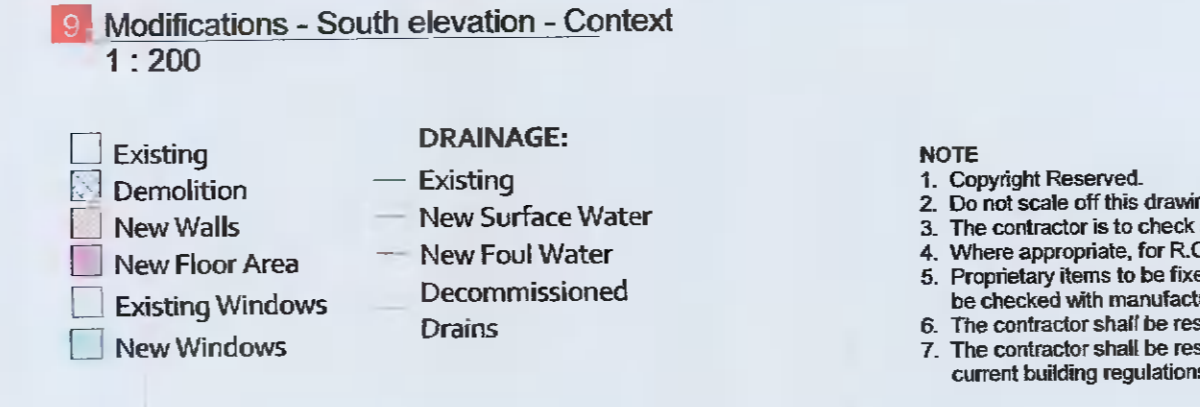 9 Modifications - South elevation - Context
1 : 200
Existing
Demolition
New Walls
New Floor Area
Existing Windows
New Windows
DRAINAGE:
Existing
New Surface Water
New Foul Water
Decommissioned
Drains
NOTE
1. Copyright Reserved.
2. Do not scale off this
3. The contractor is to check
4. Where appropriate, for
5. Proprietary items to be
be checked with
6. The contractor shall be
7. The contractor shall be
current building regulations